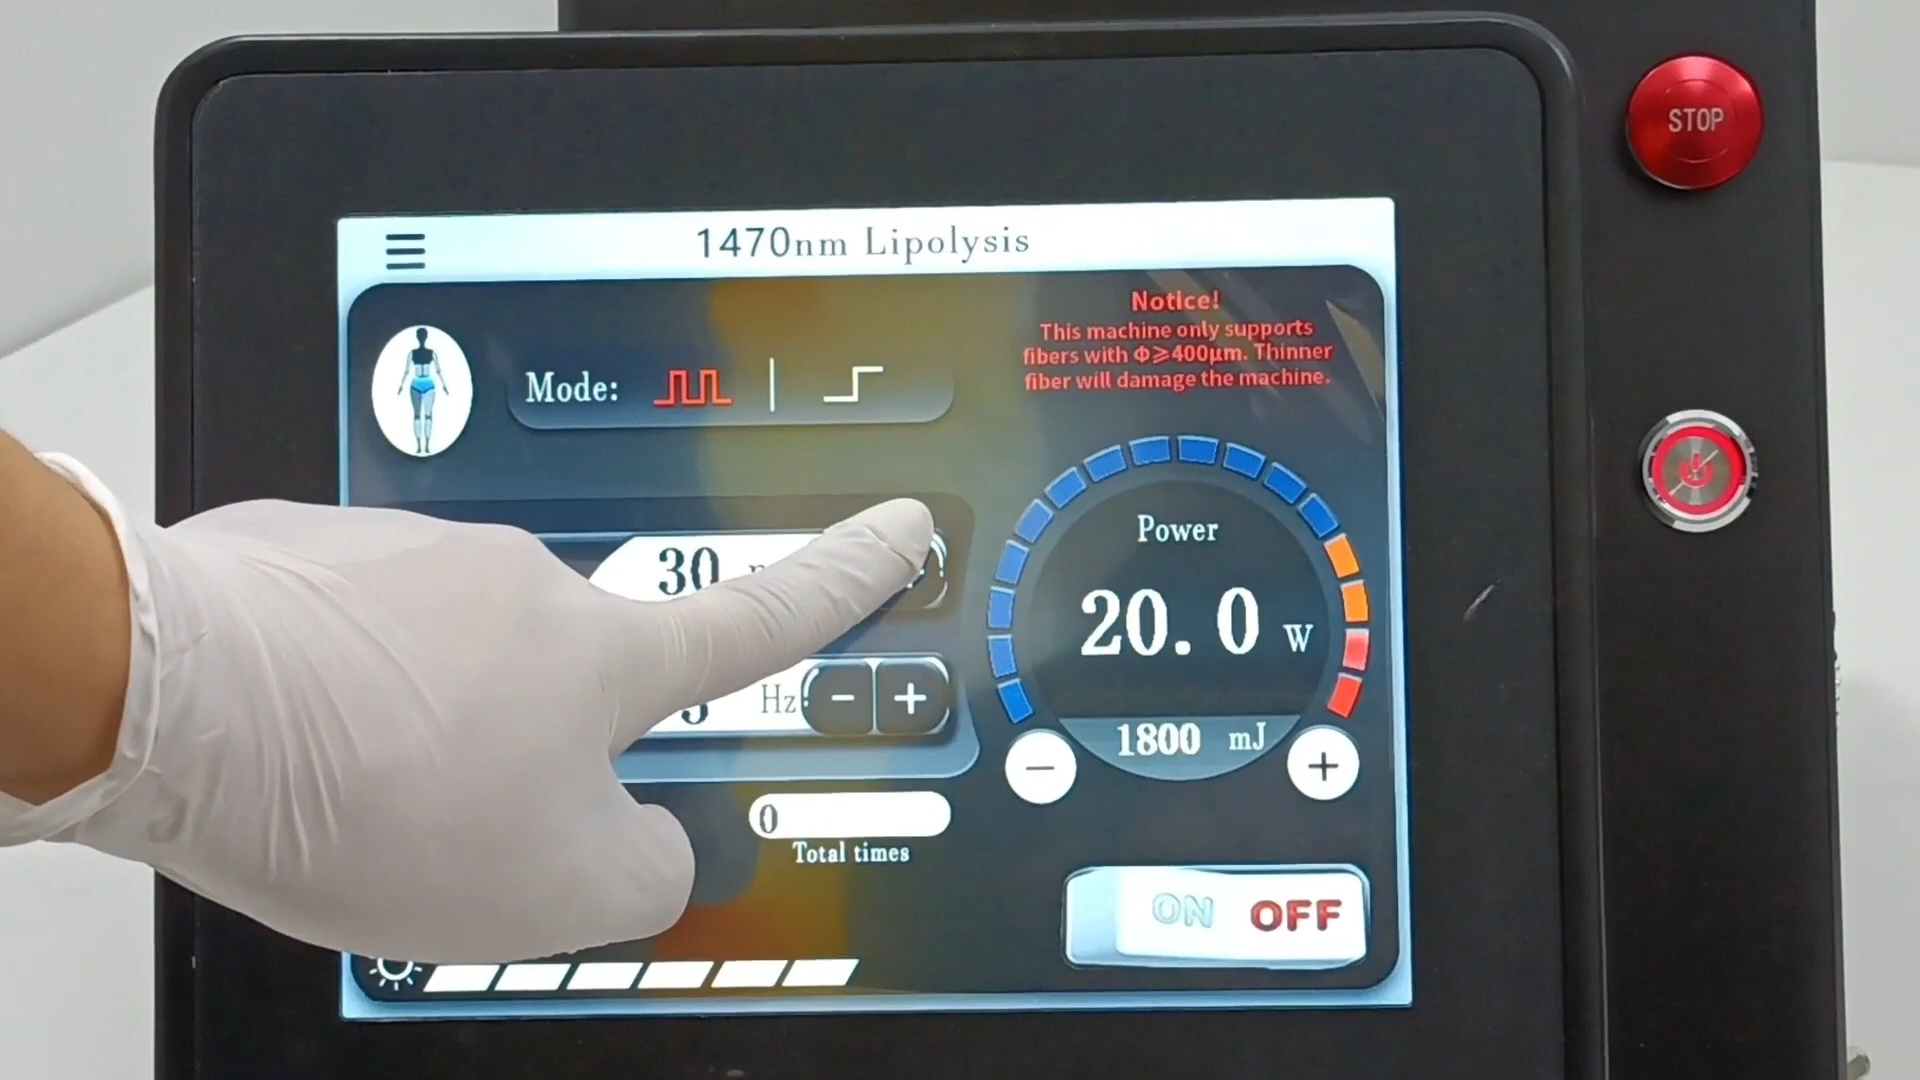 STOP
1470nm Lipolysis
Notice!
This machine only supports
fibers with Φ≥400μm. Thinner
fiber will damage the machine.
Mode:
30
Power
20.0 W
Hz - +
1800 mJ
- +
0
Total times
ON OFF